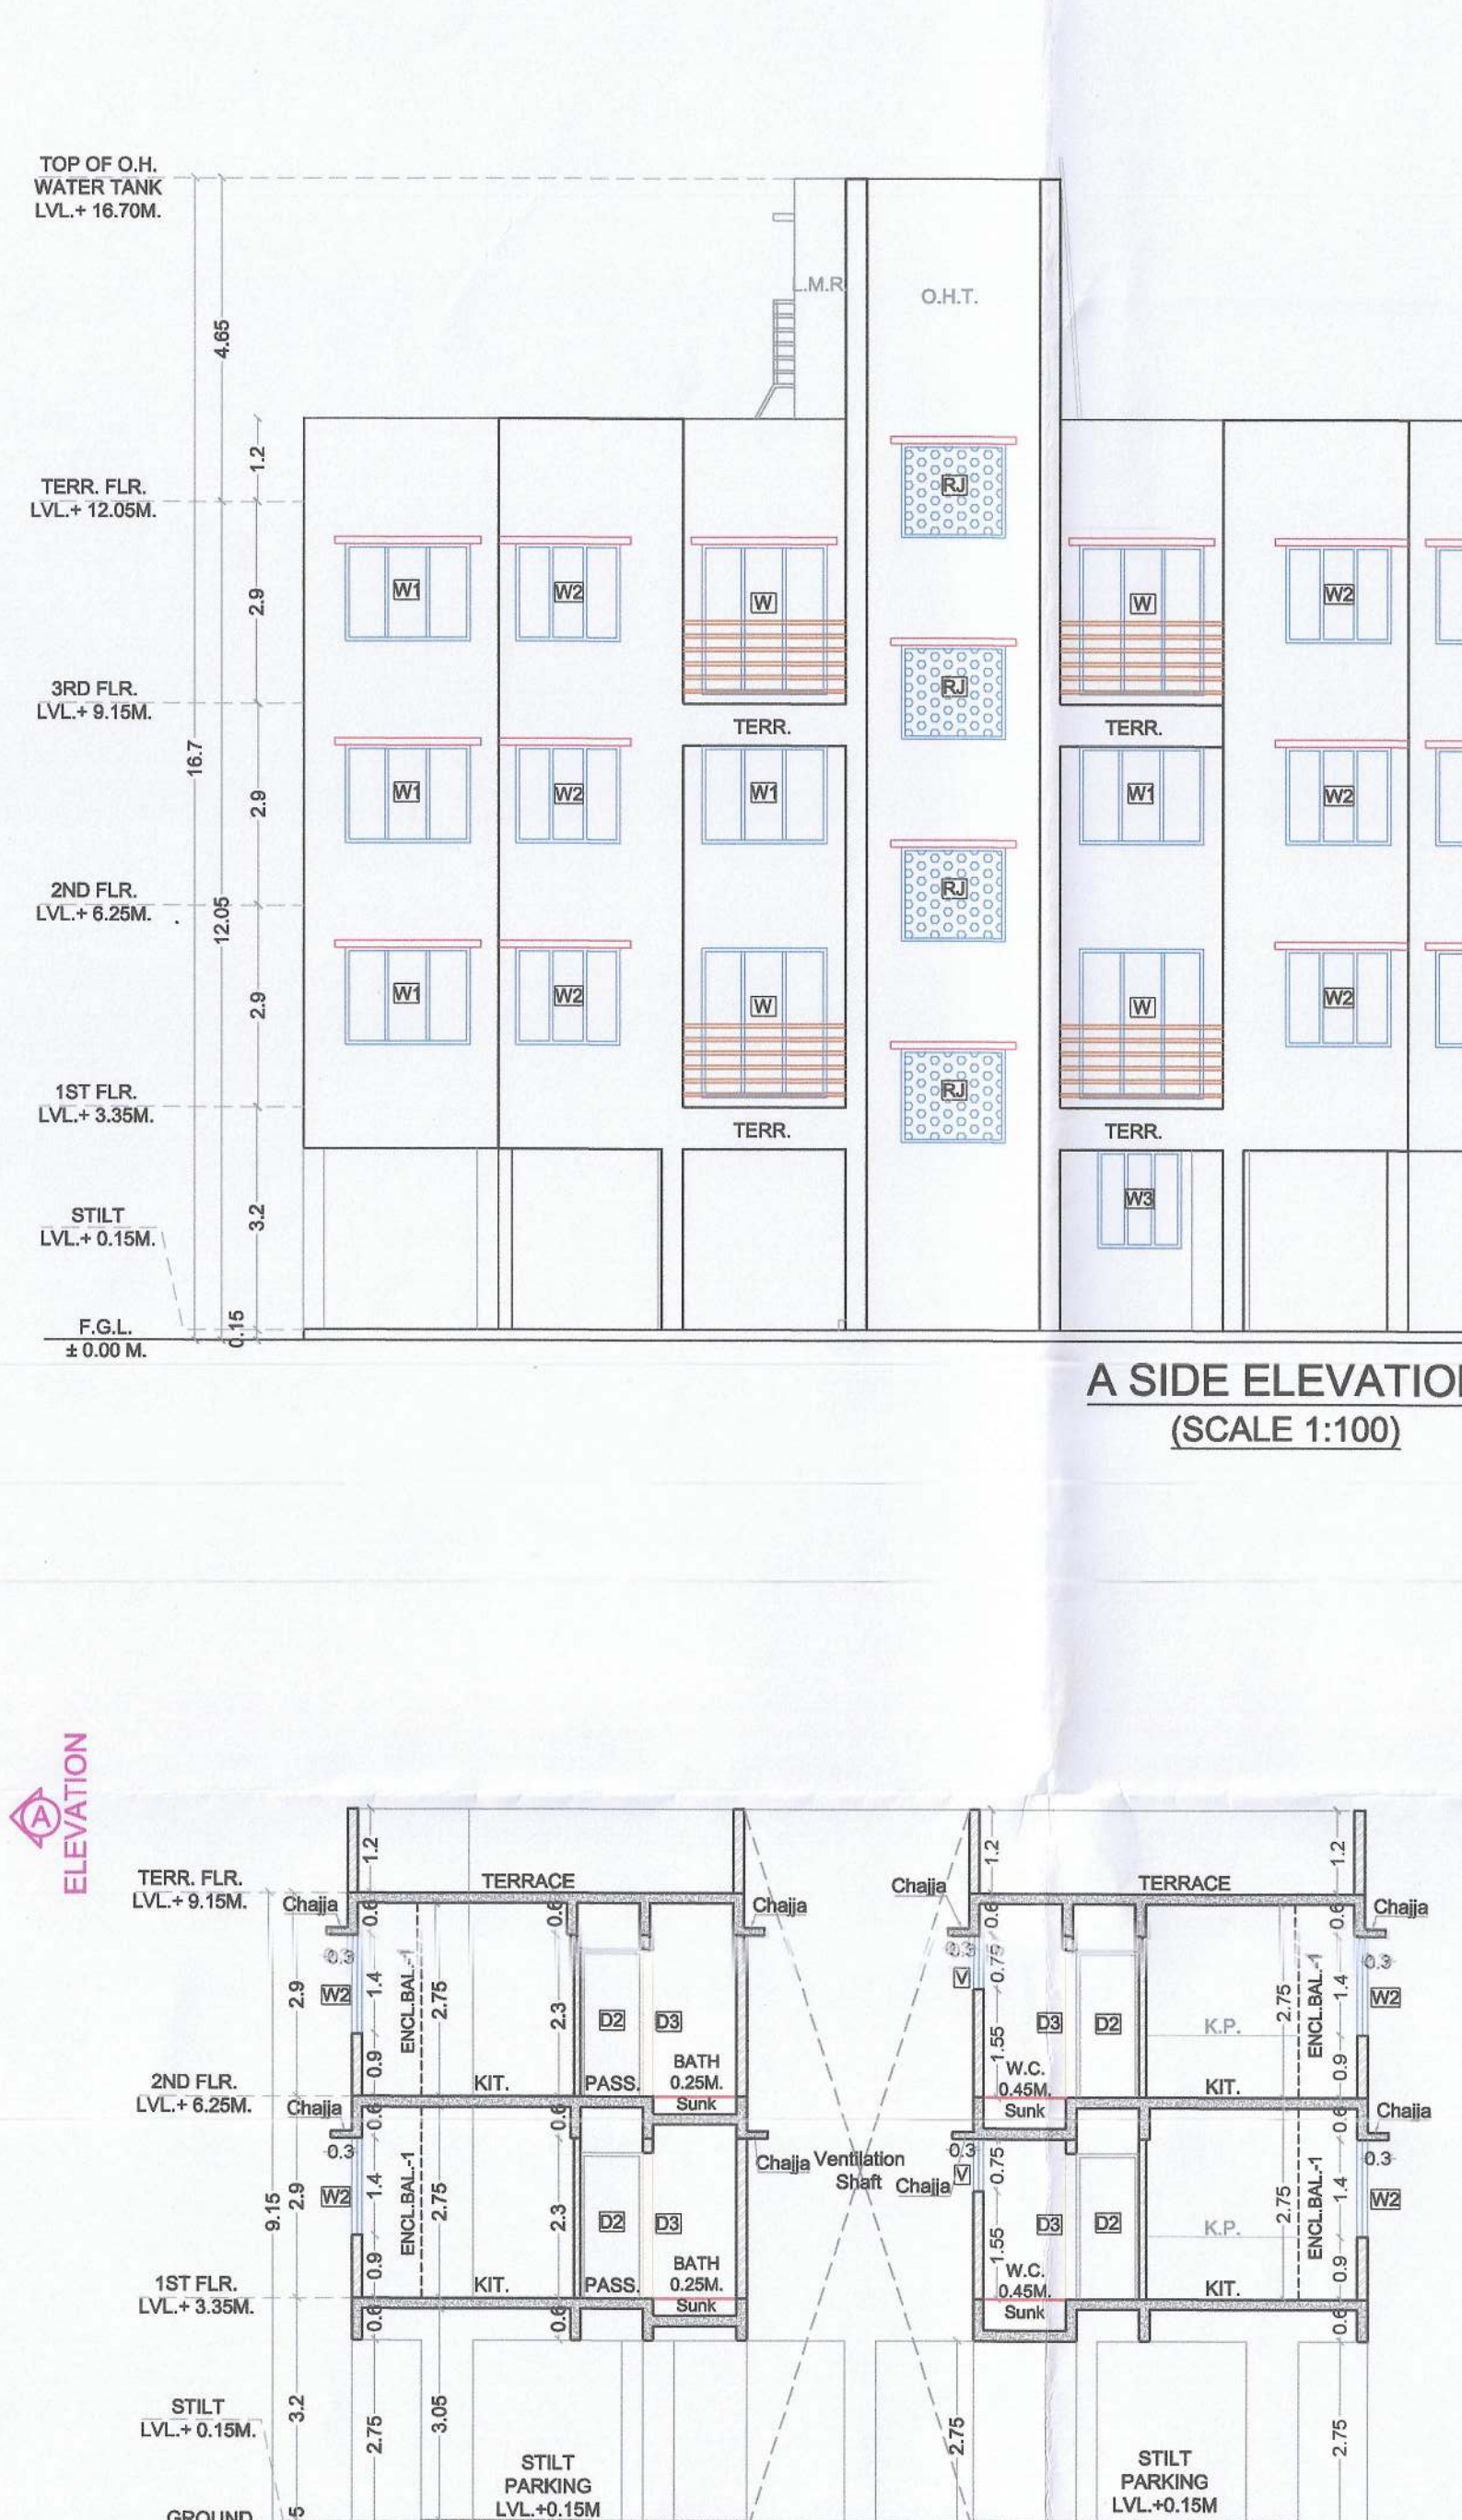 TOP OF O.H.
WATER TANK
LVL.+ 16.70M.
L.M.R
O.H.T.
4.65
1.2
RJ
TERR. FLR.
LVL.+ 12.05M.
W1
W2
W
W
W2
2.9
3RD FLR.
LVL.+ 9.15M.
RJ
TERR.
TERR.
16.7
W1
W2
W1
W1
W2
2.9
2ND FLR.
LVL.+ 6.25M.
RJ
12.05
W1
W2
W
W
W2
2.9
1ST FLR.
LVL.+ 3.35M.
RJ
TERR.
TERR.
W3
3.2
STILT
LVL.+ 0.15M.
F.G.L.
± 0.00 M.
0.15
A SIDE ELEVATION
(SCALE 1:100)
A
ELEVATION
1.2
1.2
1.2
TERR. FLR.
LVL.+ 9.15M.
TERRACE
TERRACE
Chajja
Chajja
Chajja
Chajja
0.6
0.6
0.6
0.6
0.3
0.3
0.3
W2
1.4
ENCL.BAL.-1
2.75
2.3
D2
D3
V
0.75
D3
D2
K.P.
2.75
ENCL.BAL.-1
1.4
W2
2.9
0.9
1.55
0.9
KIT.
PASS.
BATH
0.25M.
Sunk
W.C.
0.45M.
Sunk
KIT.
2ND FLR.
LVL.+ 6.25M.
Chajja
0.6
0.6
0.6
Chajja
0.3
Chajja
Ventilation
Shaft
0.3
Chajja
0.3
W2
1.4
ENCL.BAL.-1
2.75
2.3
D2
D3
V
0.75
D3
D2
K.P.
2.75
ENCL.BAL.-1
1.4
W2
9.15
2.9
0.9
1.55
0.9
KIT.
PASS.
BATH
0.25M.
Sunk
W.C.
0.45M.
Sunk
KIT.
1ST FLR.
LVL.+ 3.35M.
0.6
0.6
0.6
3.2
2.75
3.05
2.75
2.75
STILT
LVL.+ 0.15M.
STILT
PARKING
LVL.+0.15M
STILT
PARKING
LVL.+0.15M
GROUND